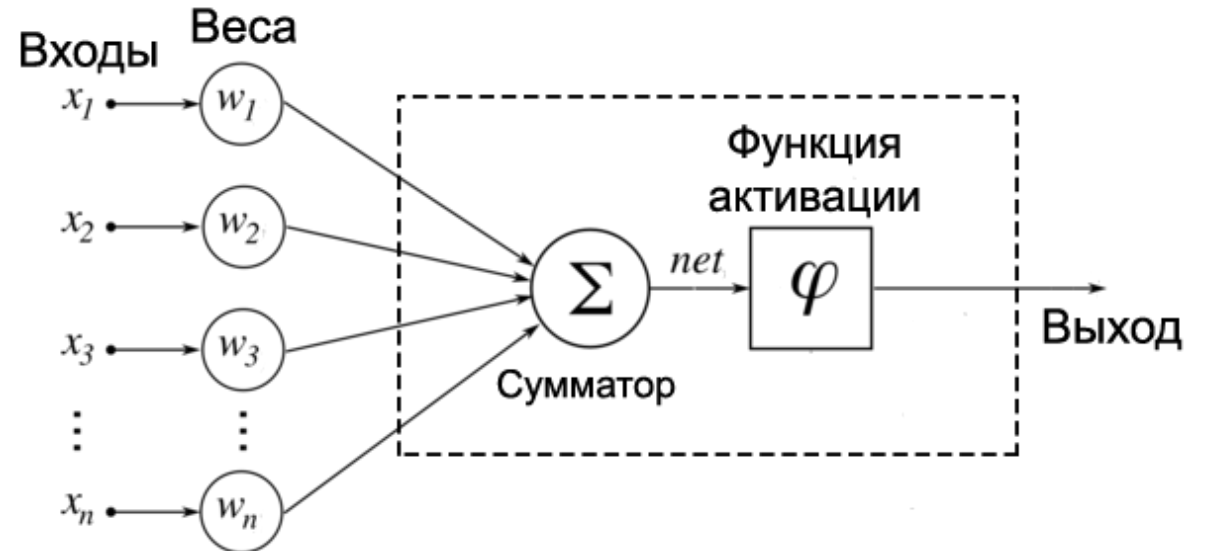 Входы
Веса
x1
w1
x2
w2
x3
w3
⋮
⋮
xn
wn
Σ
Сумматор
net
Функция
активации
φ
Выход